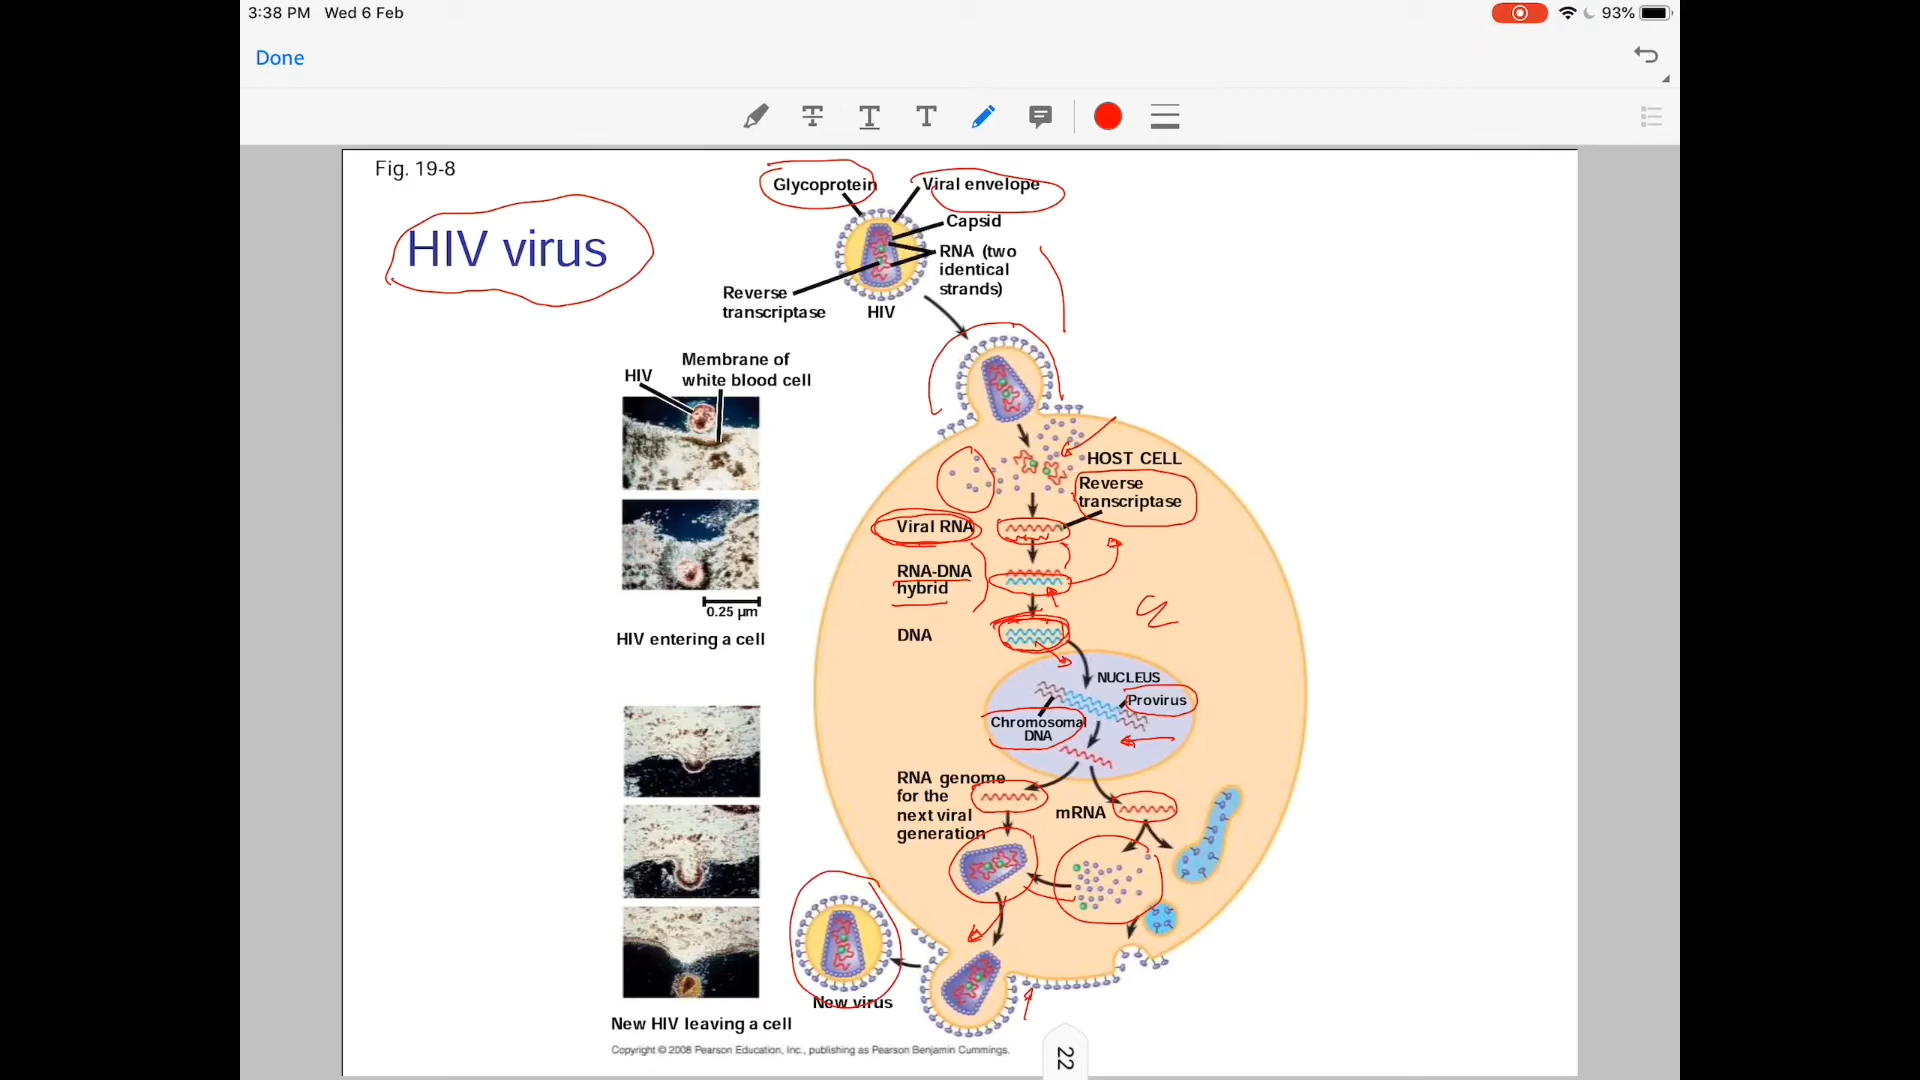 3:38 PM Wed 6 Feb
93%
Done
Fig. 19-8
HIV virus
Glycoprotein
Viral envelope
Capsid
RNA (two
identical
strands)
Reverse
transcriptase
HIV
Membrane of
white blood cell
HIV
HOST CELL
Reverse
transcriptase
Viral RNA
RNA-DNA
hybrid
0.25 µm
HIV entering a cell
DNA
NUCLEUS
Provirus
Chromosomal
DNA
RNA genome
for the
next viral
generation
mRNA
New virus
New HIV leaving a cell
Copyright © 2008 Pearson Education, Inc., publishing as Pearson Benjamin Cummings.
22